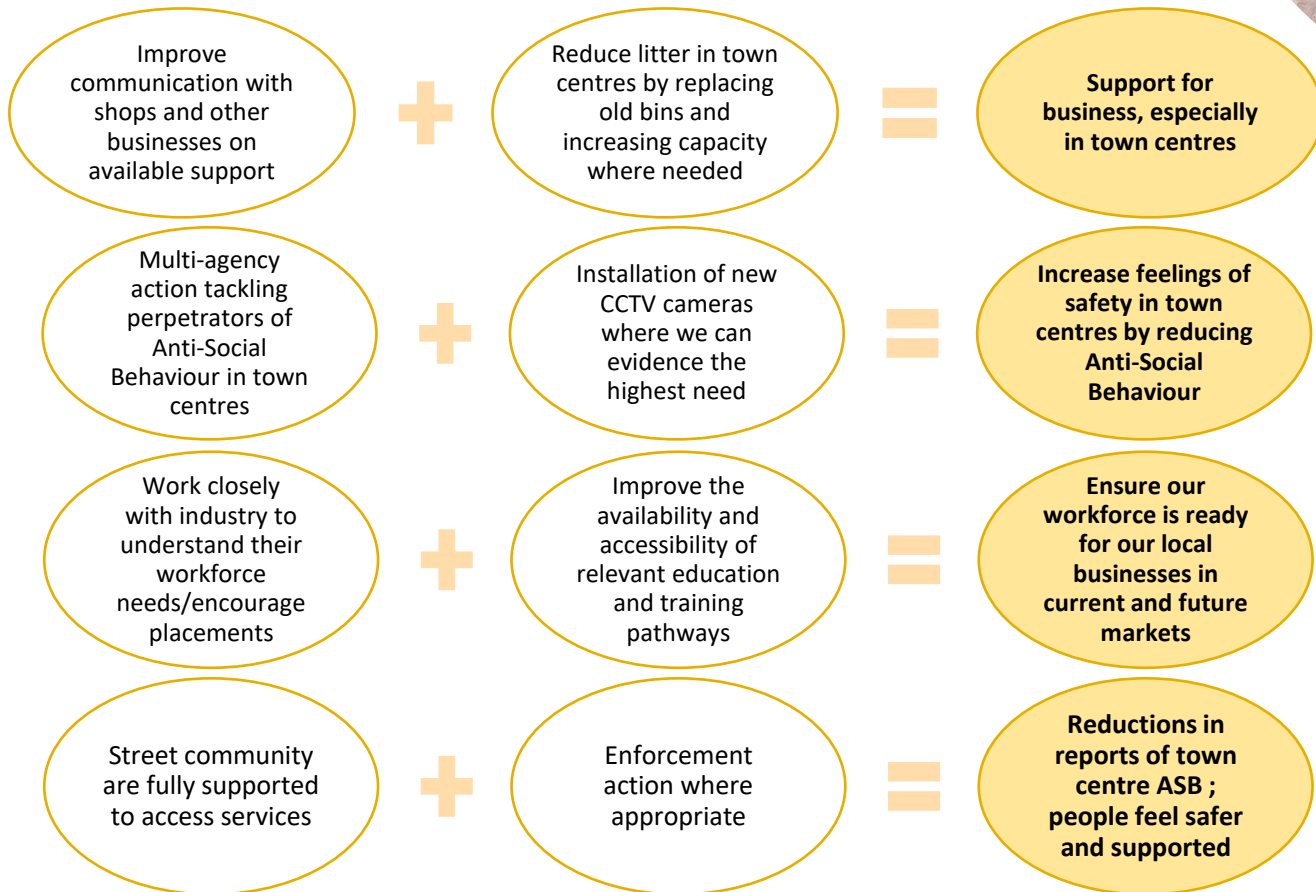 Improve
communication with
shops and other
businesses on
available support
Reduce litter in town
centres by replacing
old bins and
increasing capacity
where needed
Support for
business, especially
in town centres
Multi-agency
action tackling
perpetrators of
Anti-Social
Behaviour in town
centres
Installation of new
CCTV cameras
where we can
evidence the
highest need
Increase feelings of
safety in town
centres by reducing
Anti-Social
Behaviour
Work closely
with industry to
understand their
workforce
needs/encourage
placements
Improve the
availability and
accessibility of
relevant education
and training
pathways
Ensure our
workforce is ready
for our local
businesses in
current and future
markets
Street community
are fully supported
to access services
Enforcement
action where
appropriate
Reductions in
reports of town
centre ASB ;
people feel safer
and supported